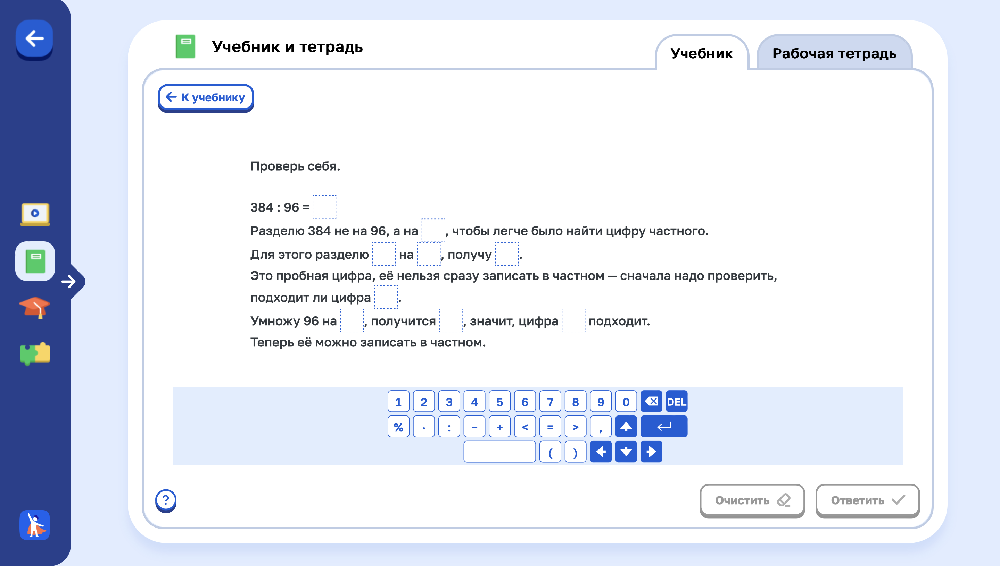 Учебник и тетрадь
Учебник
Рабочая тетрадь
К учебнику
Проверь себя.
384 : 96 =
Разделю 384 не на 96, а на , чтобы легче было найти цифру частного.
Для этого разделю на , получу .
Это пробная цифра, её нельзя сразу записать в частном — сначала надо проверить,
подходит ли цифра .
Умножу 96 на , получится , значит, цифра подходит.
Теперь её можно записать в частном.
1 2 3 4 5 6 7 8 9 0 DEL
% · : − + < = > ,
( )
?
Очистить
Ответить